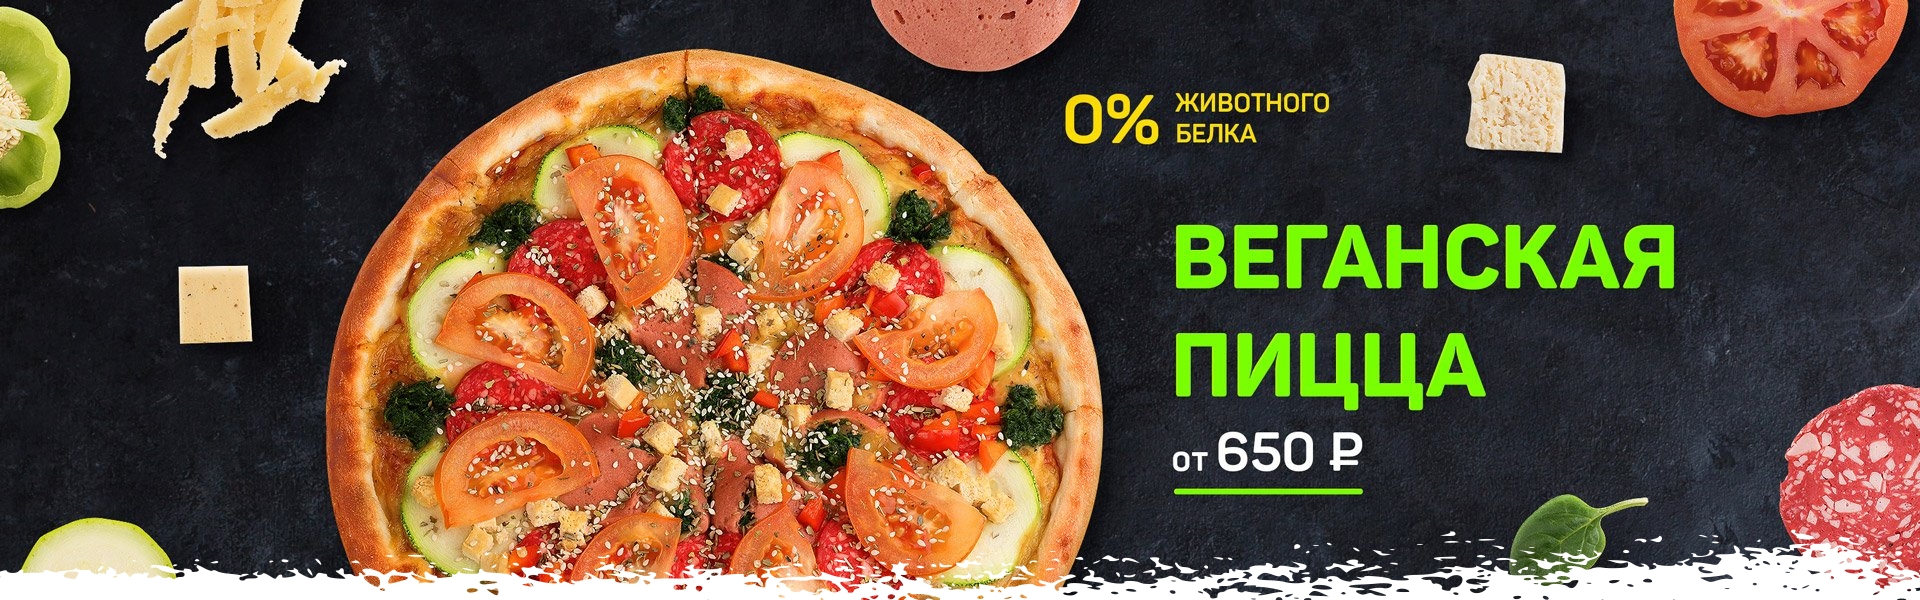 0% ЖИВОТНОГО
БЕЛКА
ВЕГАНСКАЯ
ПИЦЦА
от 650 ₽